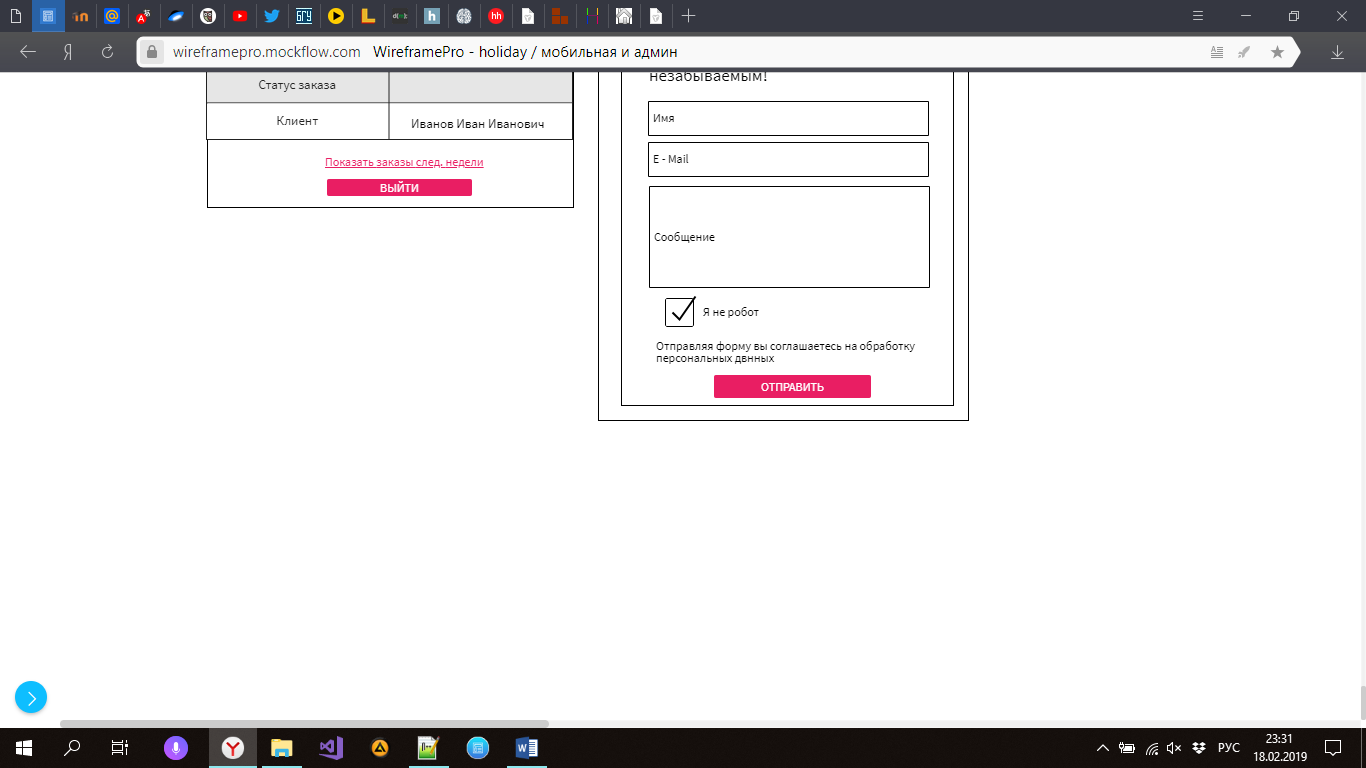 БГУ
L
d(m);
h
hh
wireframepro.mockflow.com WireframePro - holiday / мобильная и админ
Статус заказа
Клиент
Иванов Иван Иванович
Показать заказы след. недели
ВЫЙТИ
незабываемым!
Имя
E - Mail
Сообщение
Я не робот
Отправляя форму вы соглашаетесь на обработку
персональных двнных
ОТПРАВИТЬ
РУС
23:31
18.02.2019